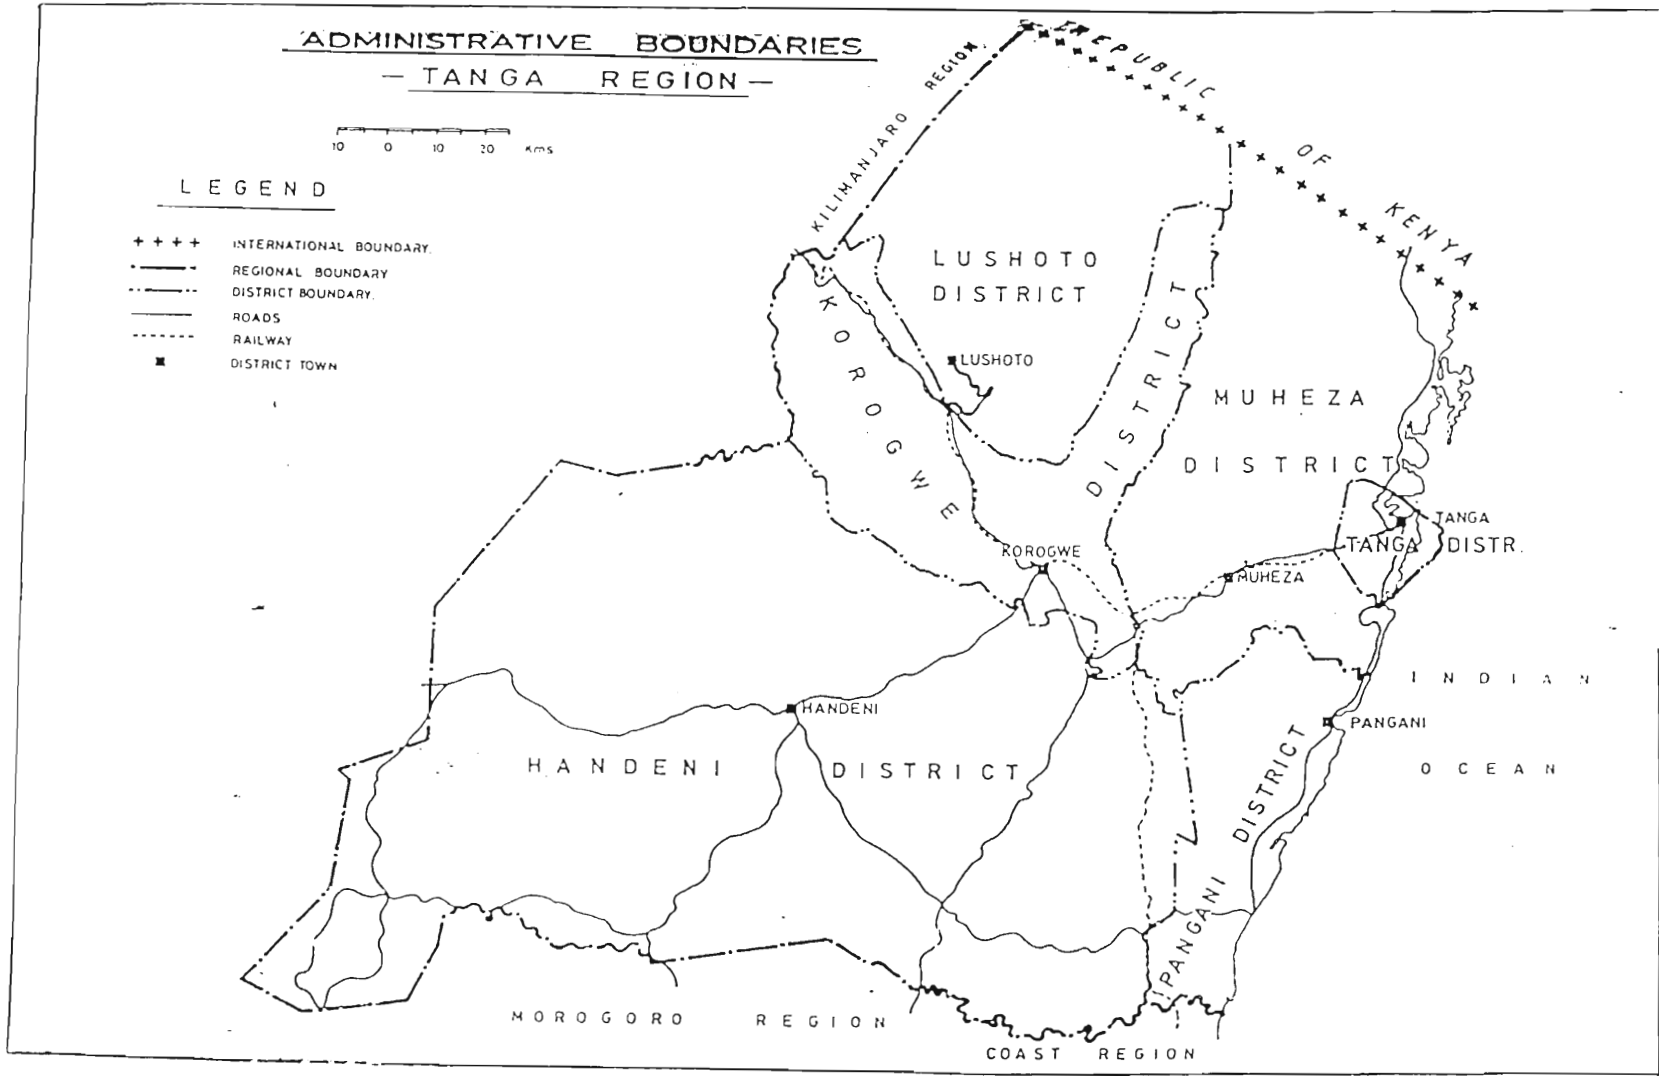 ADMINISTRATIVE BOUNDARIES
— TANGA REGION —
10 0 10 20 Kms
LEGEND
INTERNATIONAL BOUNDARY.
REGIONAL BOUNDARY
DISTRICT BOUNDARY.
ROADS
RAILWAY
DISTRICT TOWN
KILIMANJARO REGION.
REPUBLIC OF KENYA
LUSHOTO
DISTRICT
LUSHOTO
KOROGWE DISTRICT
MUHEZA
DISTRICT
TANGA
TANGA DISTR.
KOROGWE
MUHEZA
HANDENI
HANDENI DISTRICT
PANGANI
PANGANI DISTRICT
INDIAN
OCEAN
MOROGORO REGION
COAST REGION